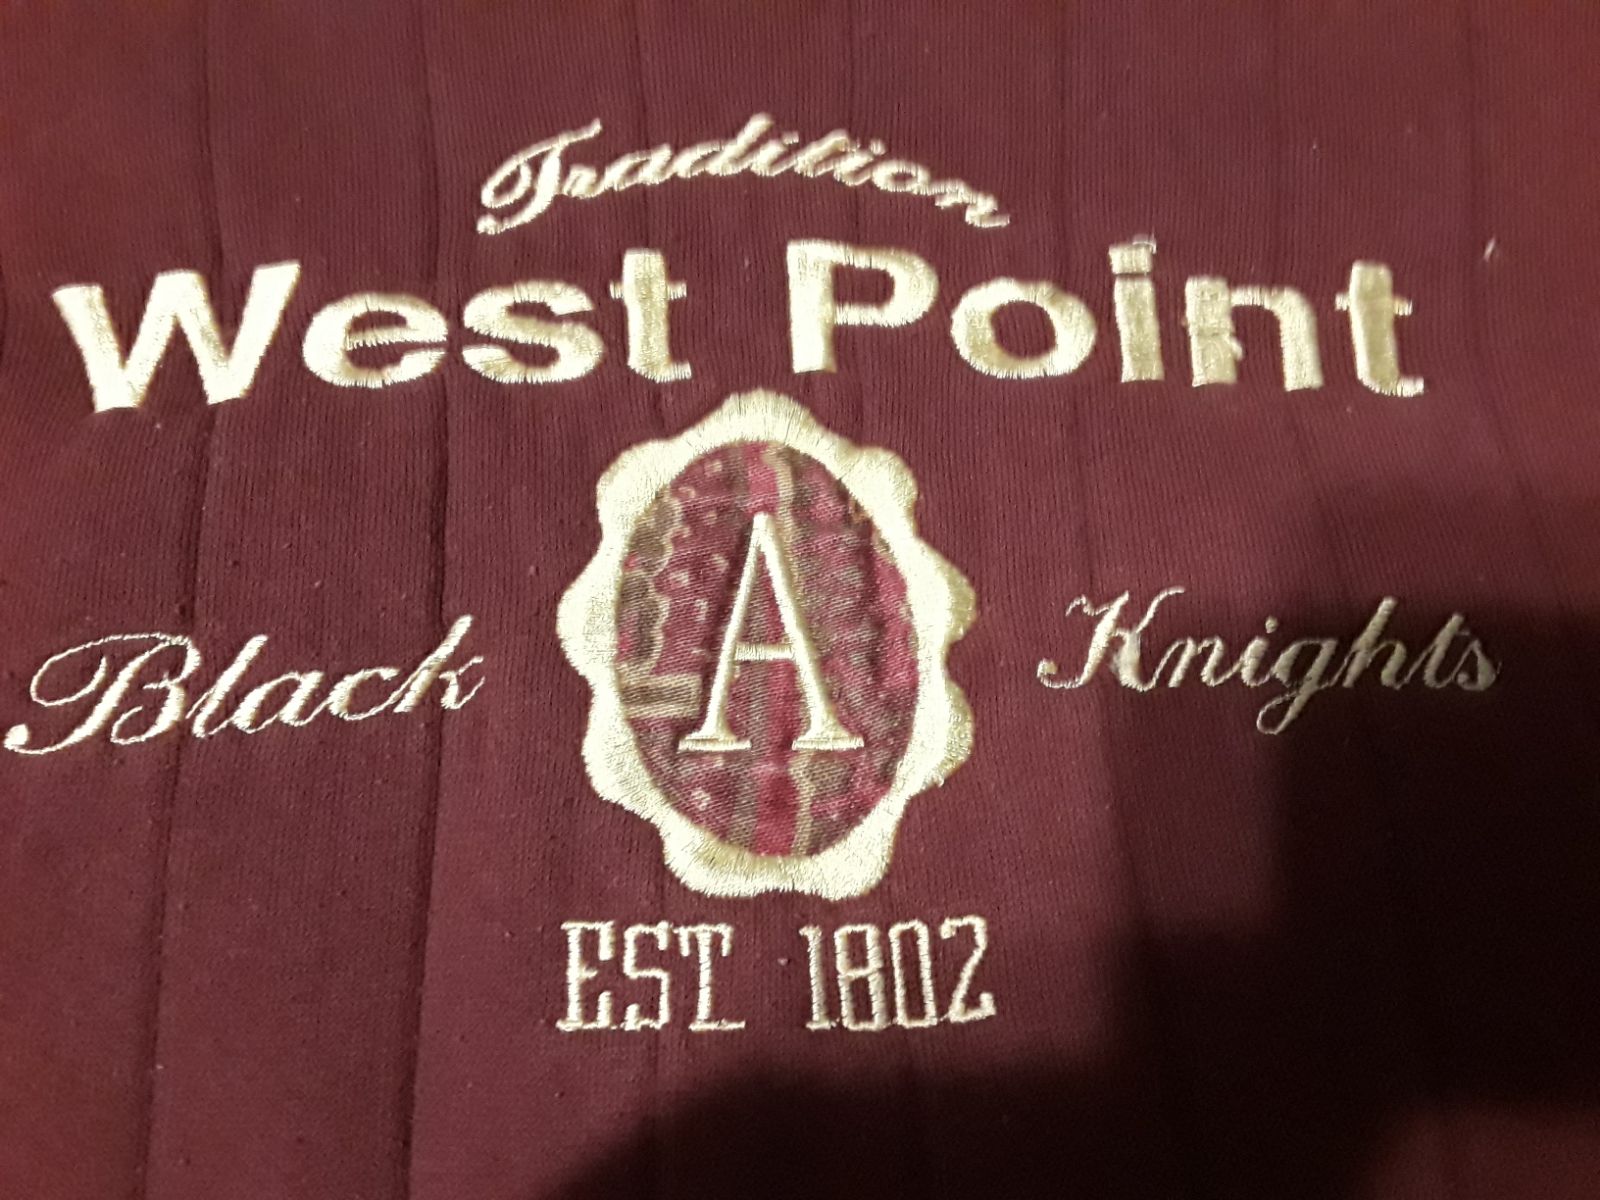 Tradition
West Point
Black A Knights
EST 1802